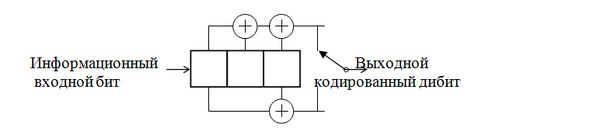 Информационный
входной бит
Выходной
кодированный дибит